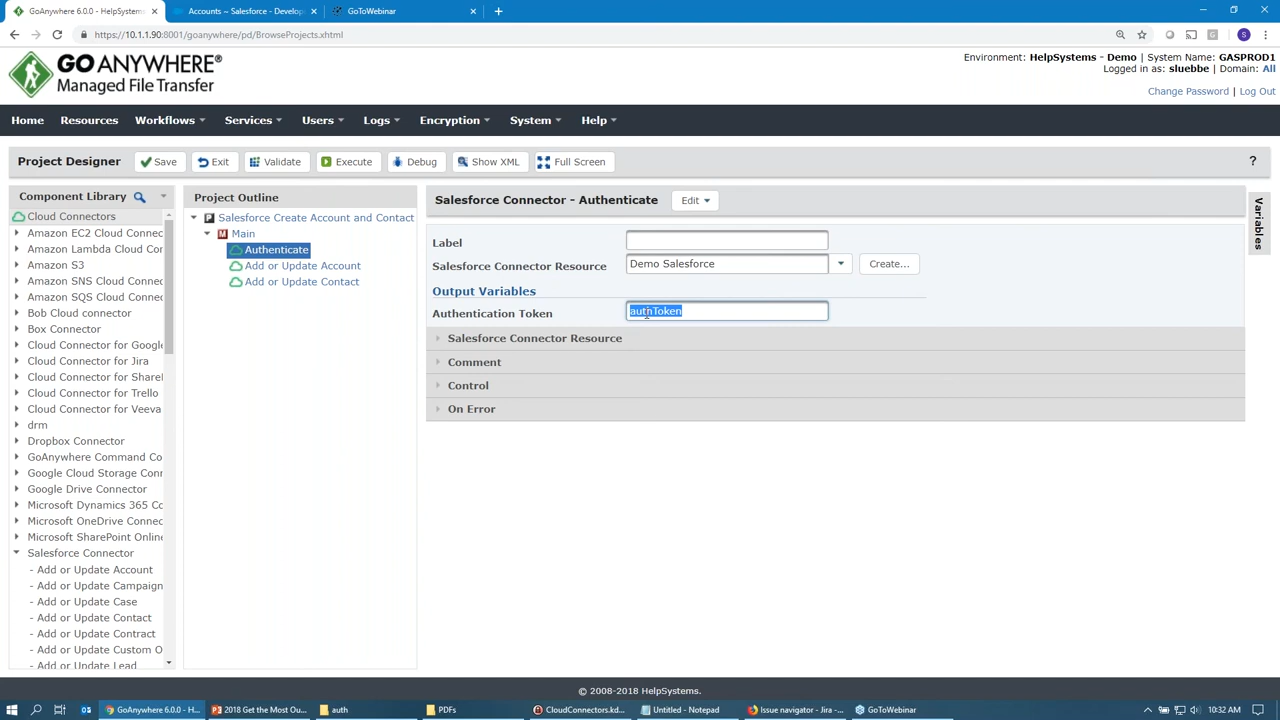 GoAnywhere 6.0.0 - HelpSystems
Accounts ~ Salesforce - Develop
GoToWebinar
https://10.1.1.90:8001/goanywhere/pd/BrowseProjects.xhtml
GO ANYWHERE®
Managed File Transfer
Environment: HelpSystems - Demo | System Name: GASPROD1
Logged in as: sluebbe | Domain: All
Change Password | Log Out
Home Resources Workflows Services Users Logs Encryption System Help
Project Designer Save Exit Validate Execute Debug Show XML Full Screen ?
Component Library
Cloud Connectors
Amazon EC2 Cloud Connec
Amazon Lambda Cloud Cor
Amazon S3
Amazon SNS Cloud Connec
Amazon SQS Cloud Connec
Bob Cloud connector
Box Connector
Cloud Connector for Google
Cloud Connector for Jira
Cloud Connector for ShareP
Cloud Connector for Trello
Cloud Connector for Veeva
drm
Dropbox Connector
GoAnywhere Command Co
Google Cloud Storage Conn
Google Drive Connector
Microsoft Dynamics 365 Co
Microsoft OneDrive Connec
Microsoft SharePoint Online
Salesforce Connector
- Add or Update Account
- Add or Update Campaign
- Add or Update Case
- Add or Update Contact
- Add or Update Contract
- Add or Update Custom O
- Add or Update Lead
Project Outline
Salesforce Create Account and Contact
Main
Authenticate
Add or Update Account
Add or Update Contact
Salesforce Connector - Authenticate Edit
Label
Salesforce Connector Resource Demo Salesforce Create...
Output Variables
Authentication Token authToken
Salesforce Connector Resource
Comment
Control
On Error
Variables
© 2008-2018 HelpSystems.
GoAnywhere 6.0.0 - H...
2018 Get the Most Ou...
auth
PDFs
CloudConnectors.kd...
Untitled - Notepad
Issue navigator - Jira -...
GoToWebinar
10:32 AM